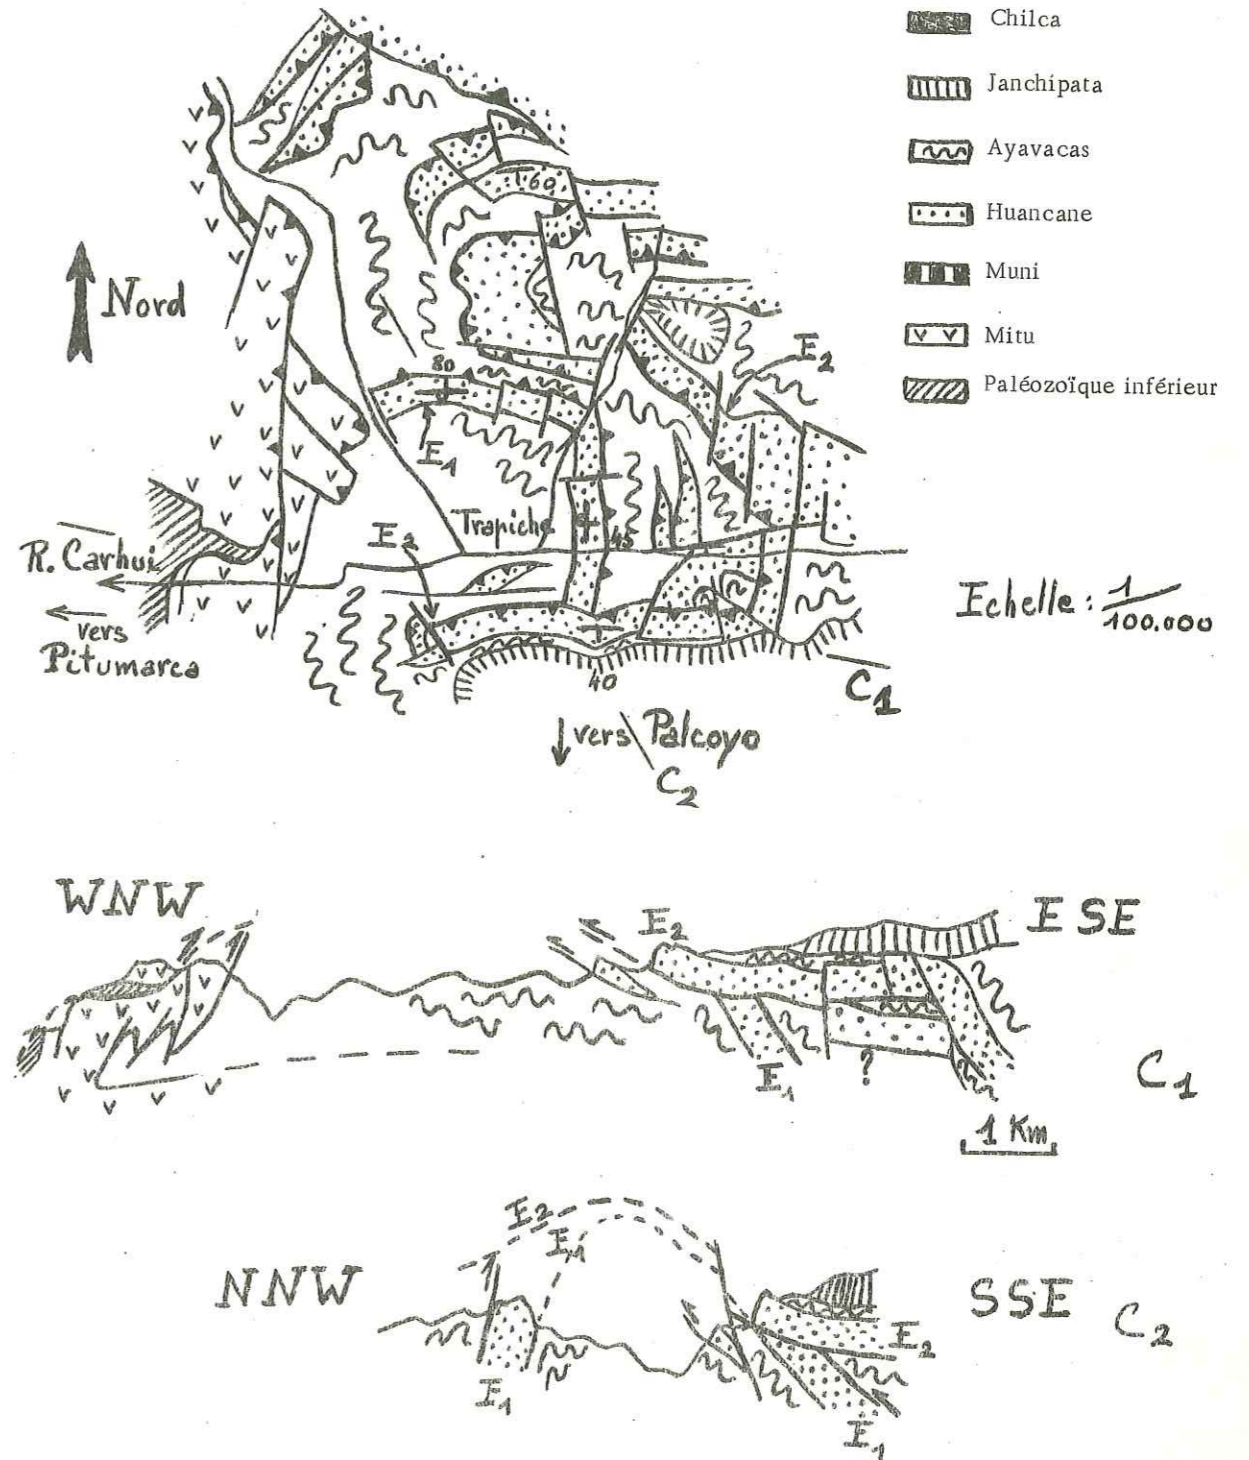 Chilca
Janchipata
Ayavacas
Huancane
Muni
Mitu
Paléozoïque inférieur
Nord
60
80
E2
E1
Trapiche
45
E2
R. Carhui
vers
Pitumarca
Echelle : 1/100.000
40
C1
vers Palcoyo
C2
WNW
E2
ESE
E1
?
C1
1 Km
E2
E1
NNW
SSE
C2
E2
E1
E1